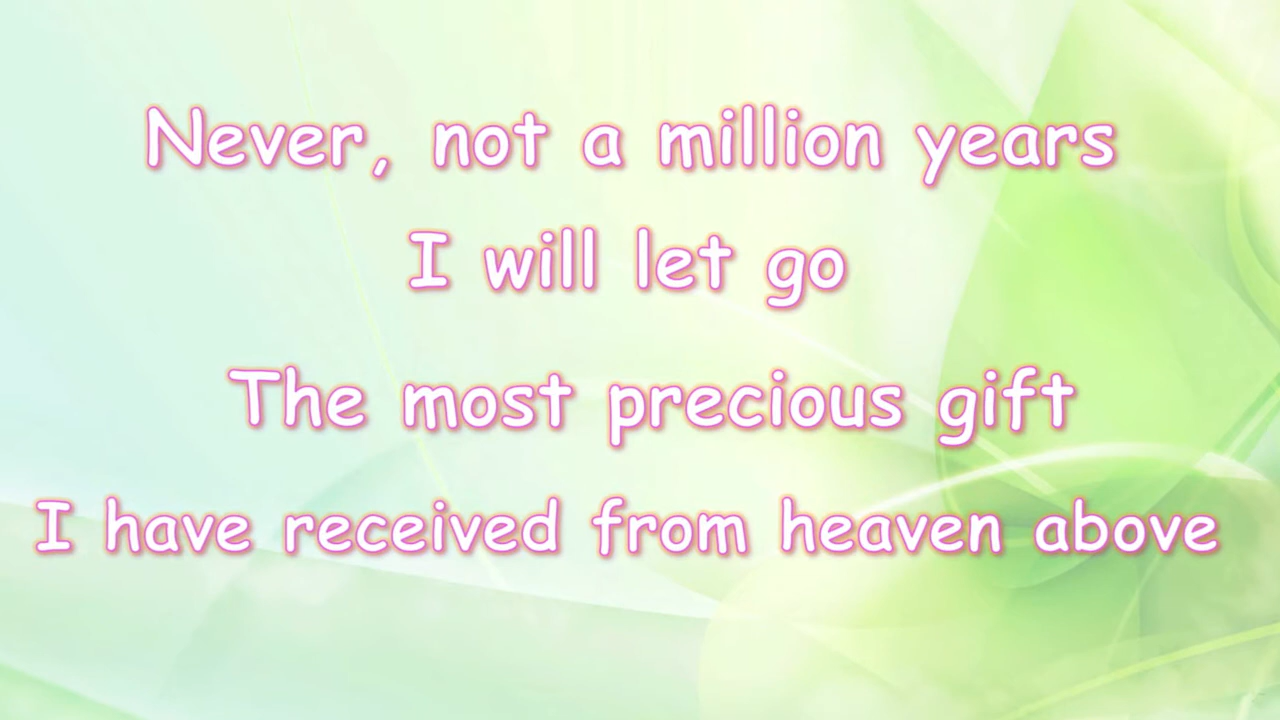 Never, not a million years
I will let go
The most precious gift
I have received from heaven above